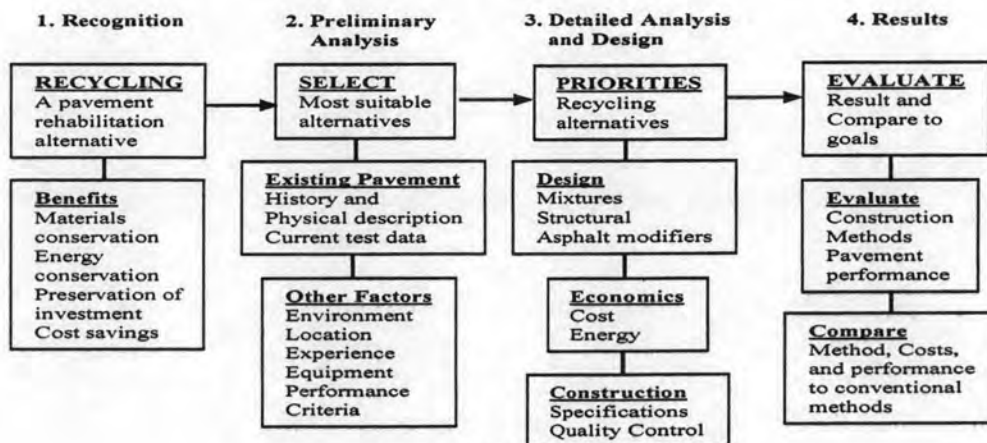 1. Recognition
RECYCLING
A pavement
rehabilitation
alternative
Benefits
Materials
conservation
Energy
conservation
Preservation of
investment
Cost savings
2. Preliminary
Analysis
SELECT
Most suitable
alternatives
Existing Pavement
History and
Physical description
Current test data
Other Factors
Environment
Location
Experience
Equipment
Performance
Criteria
3. Detailed Analysis
and Design
PRIORITIES
Recycling
alternatives
Design
Mixtures
Structural
Asphalt modifiers
Economics
Cost
Energy
Construction
Specifications
Quality Control
4. Results
EVALUATE
Result and
Compare to
goals
Evaluate
Construction
Methods
Pavement
performance
Compare
Method, Costs,
and performance
to conventional
methods